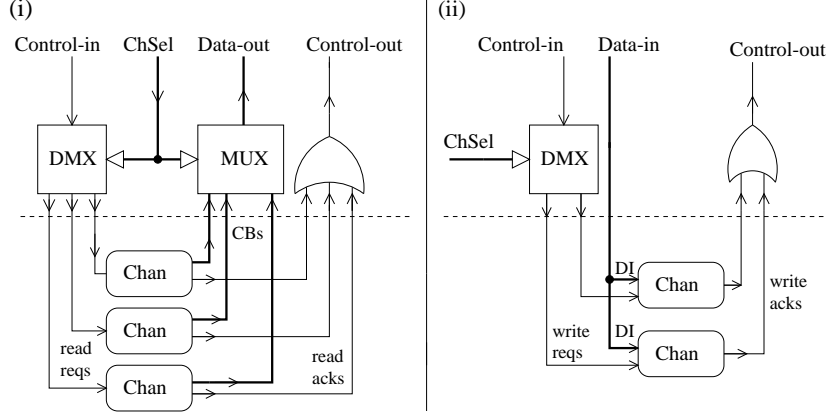 (i)
Control-in
ChSel
Data-out
Control-out
DMX
MUX
CBs
Chan
Chan
Chan
read
reqs
read
acks
(ii)
Control-in
Data-in
Control-out
ChSel
DMX
DI
Chan
DI
Chan
write
reqs
write
acks